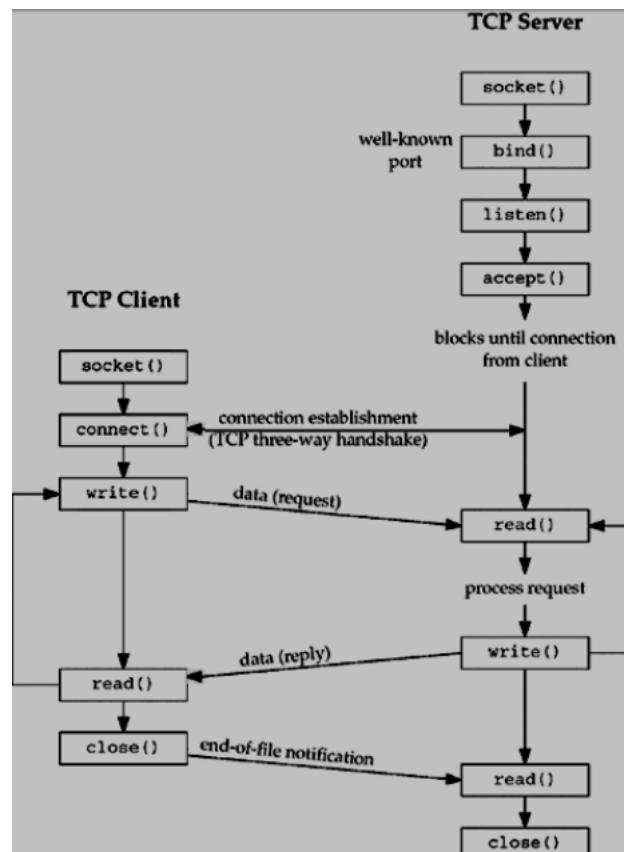 TCP Server
socket()
well-known
port
bind()
listen()
accept()
TCP Client
blocks until connection
from client
socket()
connection establishment
connect()
(TCP three-way handshake)
write()
data (request)
read()
process request
data (reply)
write()
read()
close()
end-of-file notification
read()
close()